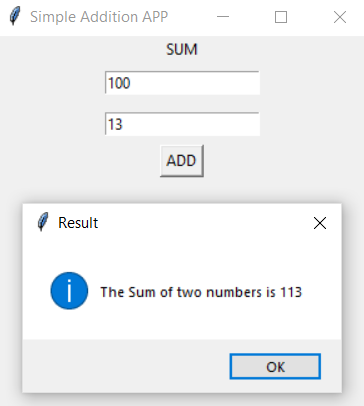 Simple Addition APP
SUM
100
13
ADD
Result
The Sum of two numbers is 113
OK